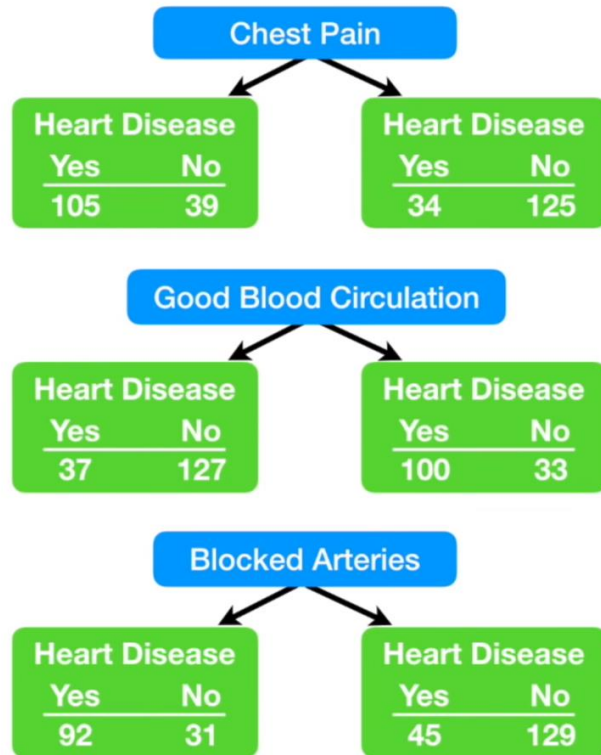 Chest Pain
Heart Disease Heart Disease
Yes No Yes No
105 39 34 125
Good Blood Circulation
Heart Disease Heart Disease
Yes No Yes No
37 127 100 33
Blocked Arteries
Heart Disease Heart Disease
Yes No Yes No
92 31 45 129